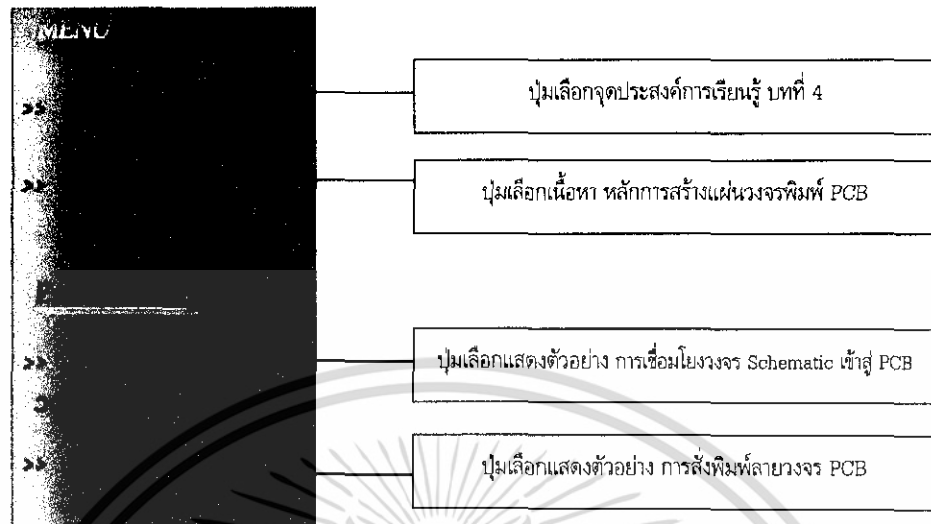 MENU
ปุ่มเลือกจุดประสงค์การเรียนรู้ บทที่ 4
ปุ่มเลือกเนื้อหา หลักการสร้างแผ่นวงจรพิมพ์ PCB
ปุ่มเลือกแสดงตัวอย่าง การเชื่อมโยงวงจร Schematic เข้าสู่ PCB
ปุ่มเลือกแสดงตัวอย่าง การสั่งพิมพ์ลายวงจร PCB